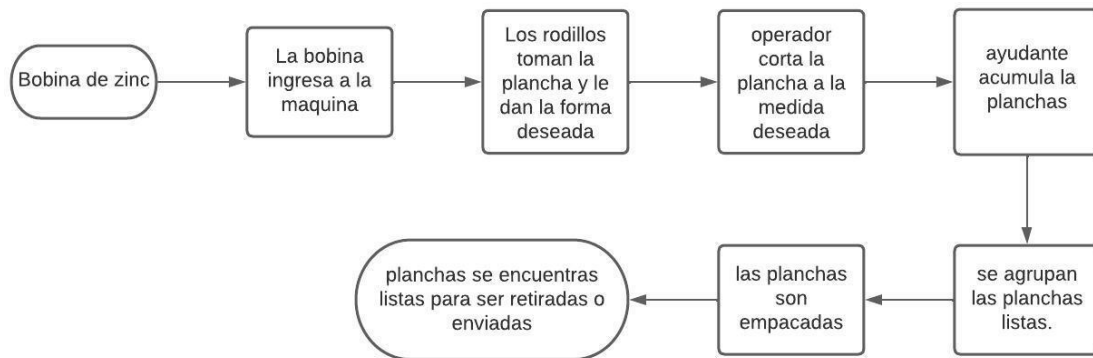 Bobina de zinc
La bobina
ingresa a la
maquina
Los rodillos
toman la
plancha y le
dan la forma
deseada
operador
corta la
plancha a la
medida
deseada
ayudante
acumula la
planchas
se agrupan
las planchas
listas.
las planchas
son
empacadas
planchas se encuentras
listas para ser retiradas o
enviadas